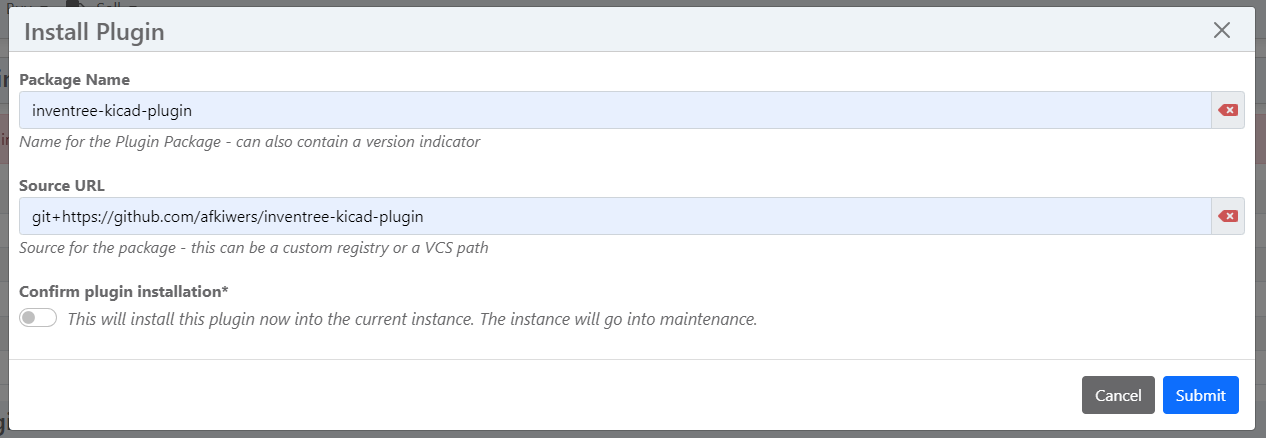 Install Plugin
Package Name
inventree-kicad-plugin
Name for the Plugin Package - can also contain a version indicator
Source URL
git+https://github.com/afkiwers/inventree-kicad-plugin
Source for the package - this can be a custom registry or a VCS path
Confirm plugin installation*
This will install this plugin now into the current instance. The instance will go into maintenance.
Cancel Submit